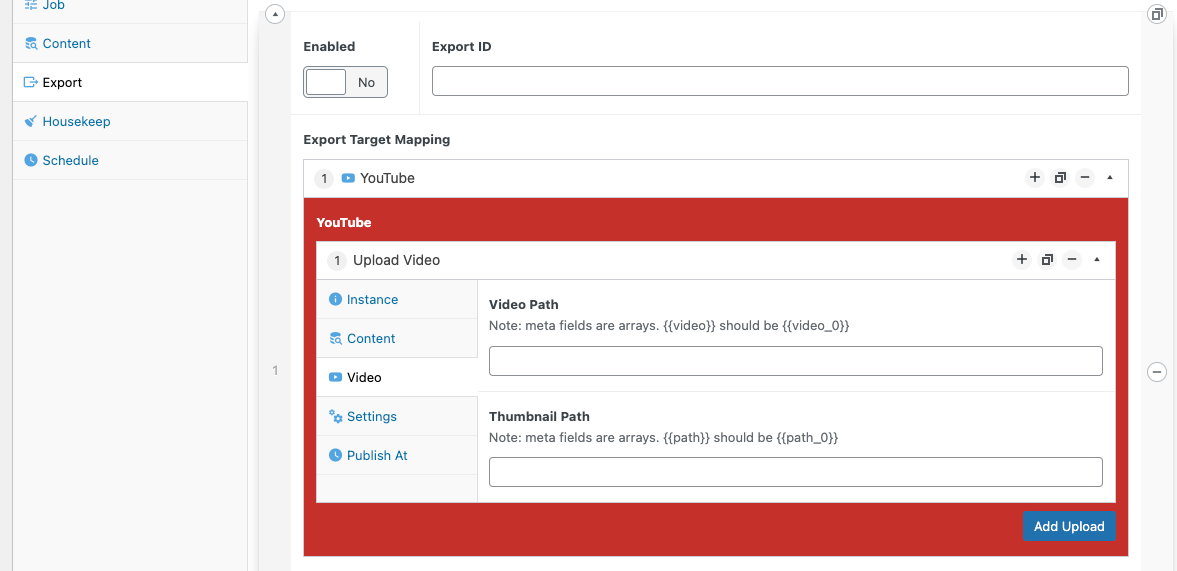 Job
Content
Export
Housekeep
Schedule
Enabled
Export ID
No
Export Target Mapping
1 YouTube
YouTube
1 Upload Video
Instance
Content
Video
Settings
Publish At
Video Path
Note: meta fields are arrays. {{video}} should be {{video_0}}
Thumbnail Path
Note: meta fields are arrays. {{path}} should be {{path_0}}
1
Add Upload